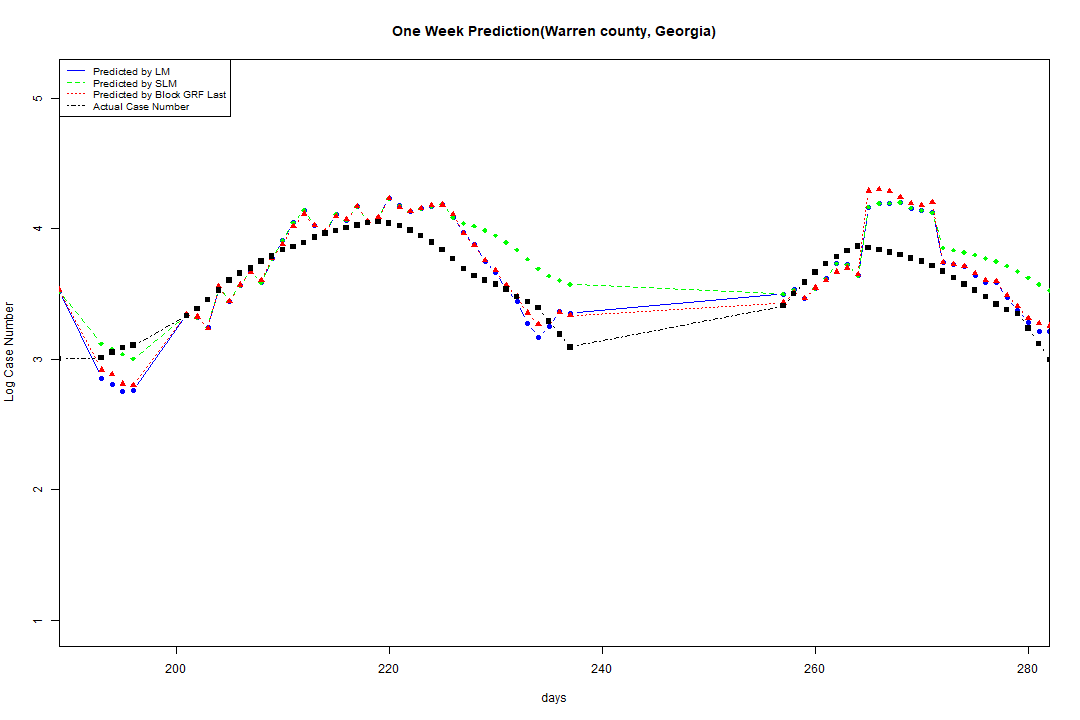 One Week Prediction(Warren county, Georgia)
Predicted by LM
Predicted by SLM
Predicted by Block GRF Last
Actual Case Number
5
4
3
2
1
Log Case Number
200 220 240 260 280
days